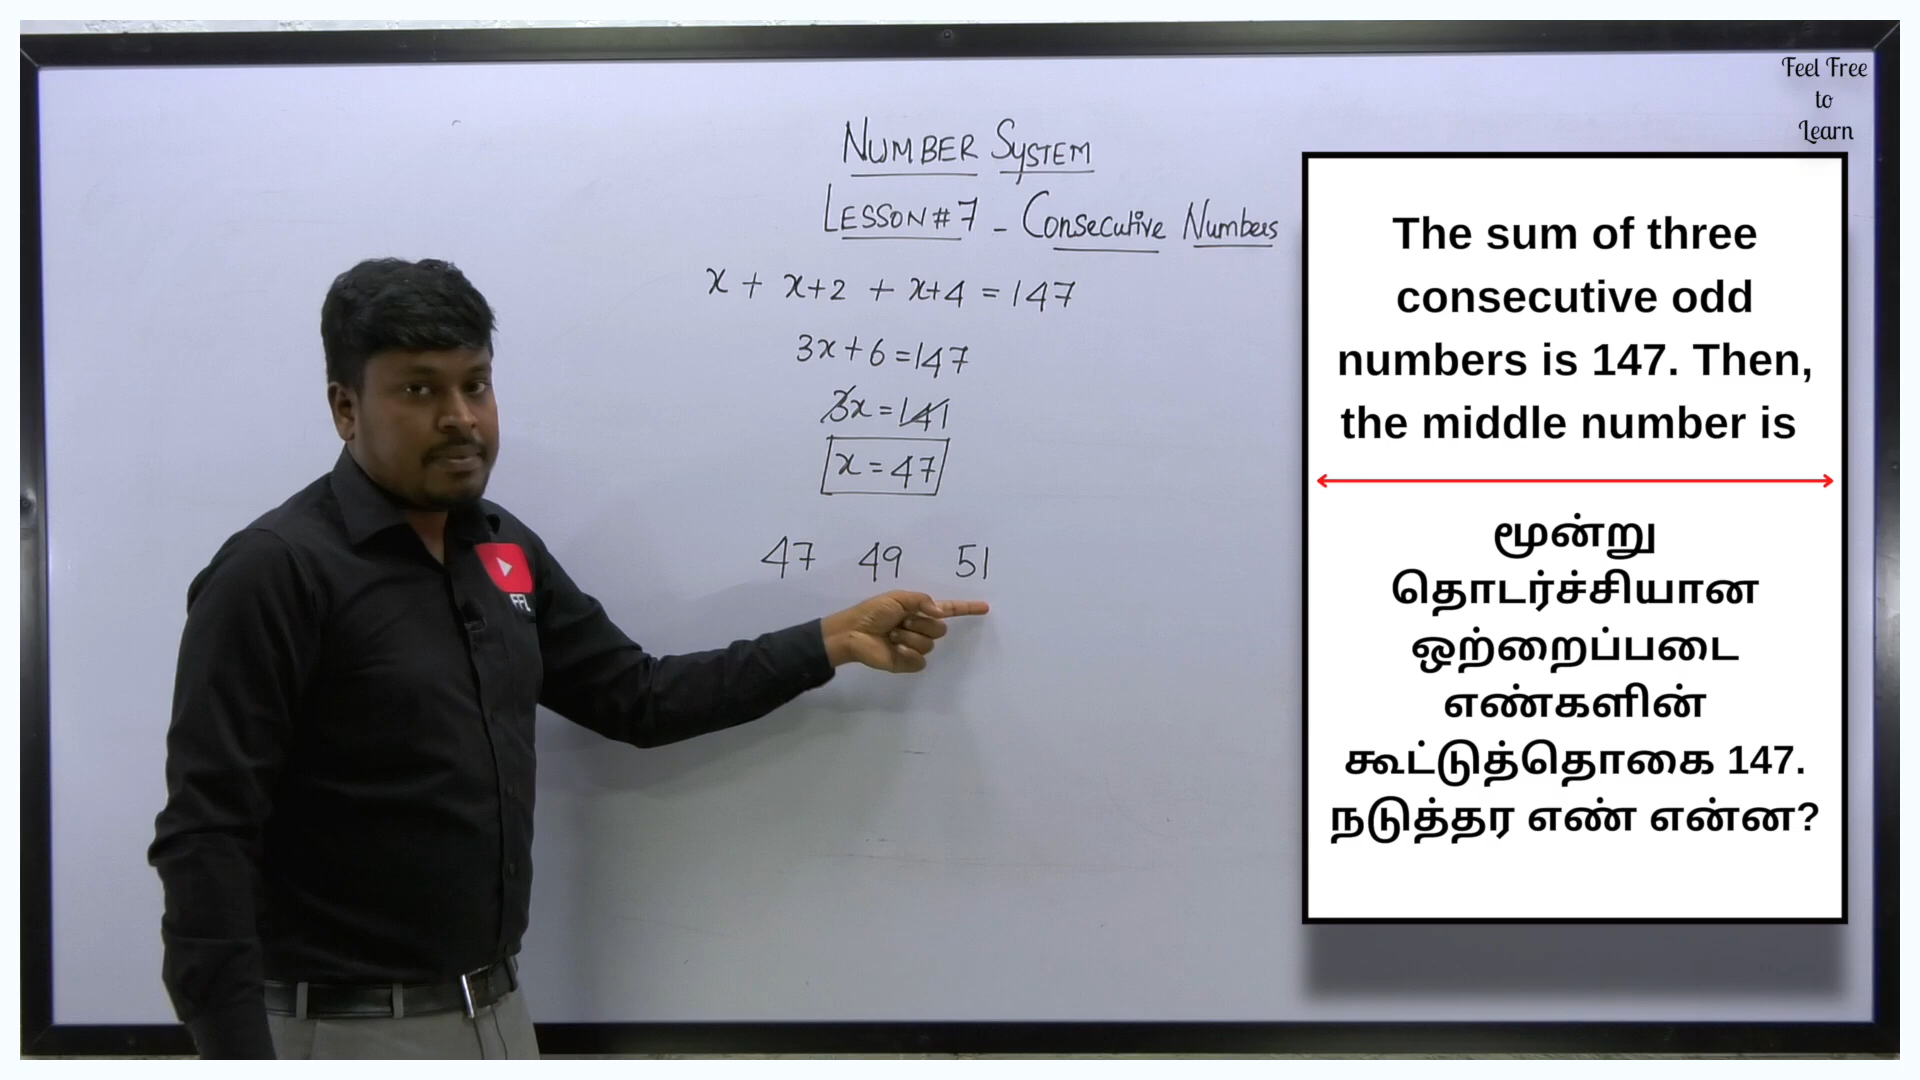 Feel Free
to
Learn
NUMBER SYSTEM
LESSON#7 - Consecutive Numbers
x + x+2 + x+4 = 147
3x+6=147
3x=141
x=47
47 49 51
FFL
The sum of three
consecutive odd
numbers is 147. Then,
the middle number is
மூன்று
தொடர்ச்சியான
ஒற்றைப்படை
எண்களின்
கூட்டுத்தொகை 147.
நடுத்தர எண் என்ன?